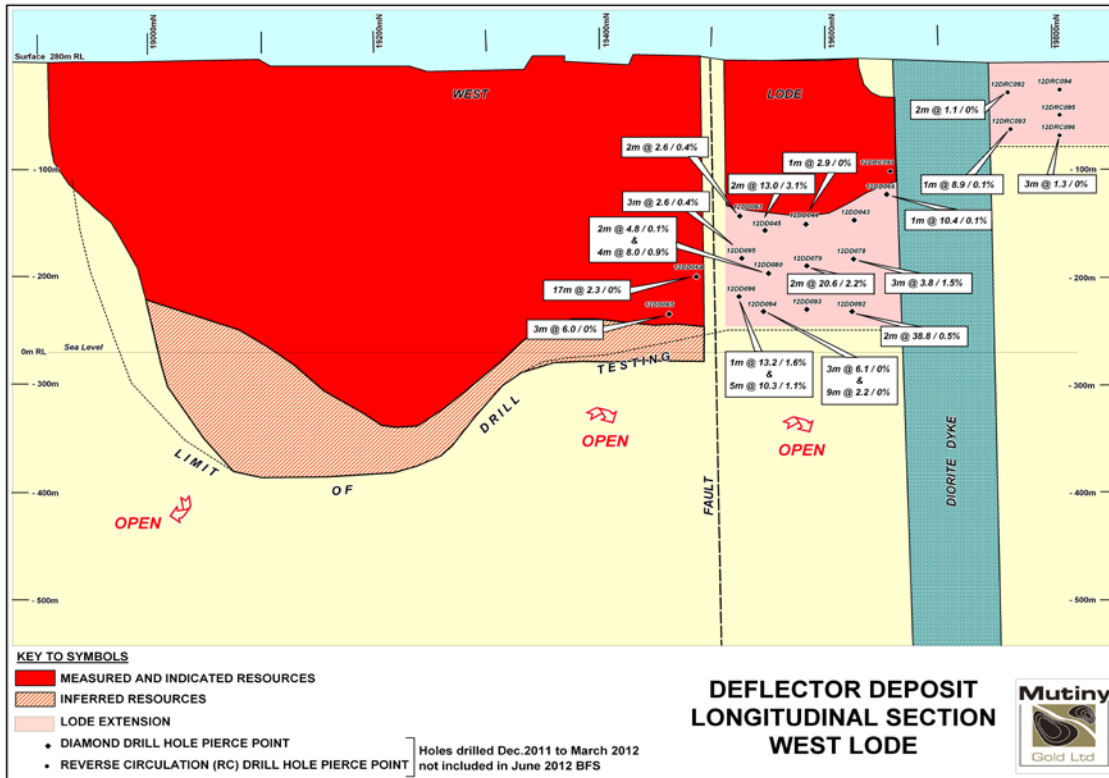 19000mN
19200mN
19400mN
19600mN
19800mN
Surface 280m RL
WEST
LODE
12DRC092
12DRC094
2m @ 1.1 / 0%
12DRC095
12DRC093
12DRC096
2m @ 2.6 / 0.4%
1m @ 2.9 / 0%
12DRC091
- 100m
- 100m
2m @ 13.0 / 3.1%
1m @ 8.9 / 0.1%
3m @ 1.3 / 0%
12DD066
3m @ 2.6 / 0.4%
12DD063
12DD045
12DD044
12DD043
1m @ 10.4 / 0.1%
2m @ 4.8 / 0.1%
&
4m @ 8.0 / 0.9%
12DD095
12DD080
12DD079
12DD078
- 200m
- 200m
17m @ 2.3 / 0%
2m @ 20.6 / 2.2%
3m @ 3.8 / 1.5%
12DD065
12DD096
12DD094
12DD093
12DD092
3m @ 6.0 / 0%
2m @ 38.8 / 0.5%
0m RL
Sea Level
1m @ 13.2 / 1.6%
&
5m @ 10.3 / 1.1%
3m @ 6.1 / 0%
&
9m @ 2.2 / 0%
- 300m
- 300m
LIMIT OF DRILL TESTING
OPEN
OPEN
OPEN
FAULT
DIORITE DYKE
- 400m
- 400m
- 500m
- 500m
KEY TO SYMBOLS
MEASURED AND INDICATED RESOURCES
INFERRED RESOURCES
LODE EXTENSION
DIAMOND DRILL HOLE PIERCE POINT
REVERSE CIRCULATION (RC) DRILL HOLE PIERCE POINT
Holes drilled Dec.2011 to March 2012
not included in June 2012 BFS
DEFLECTOR DEPOSIT
LONGITUDINAL SECTION
WEST LODE
Mutiny
Gold Ltd